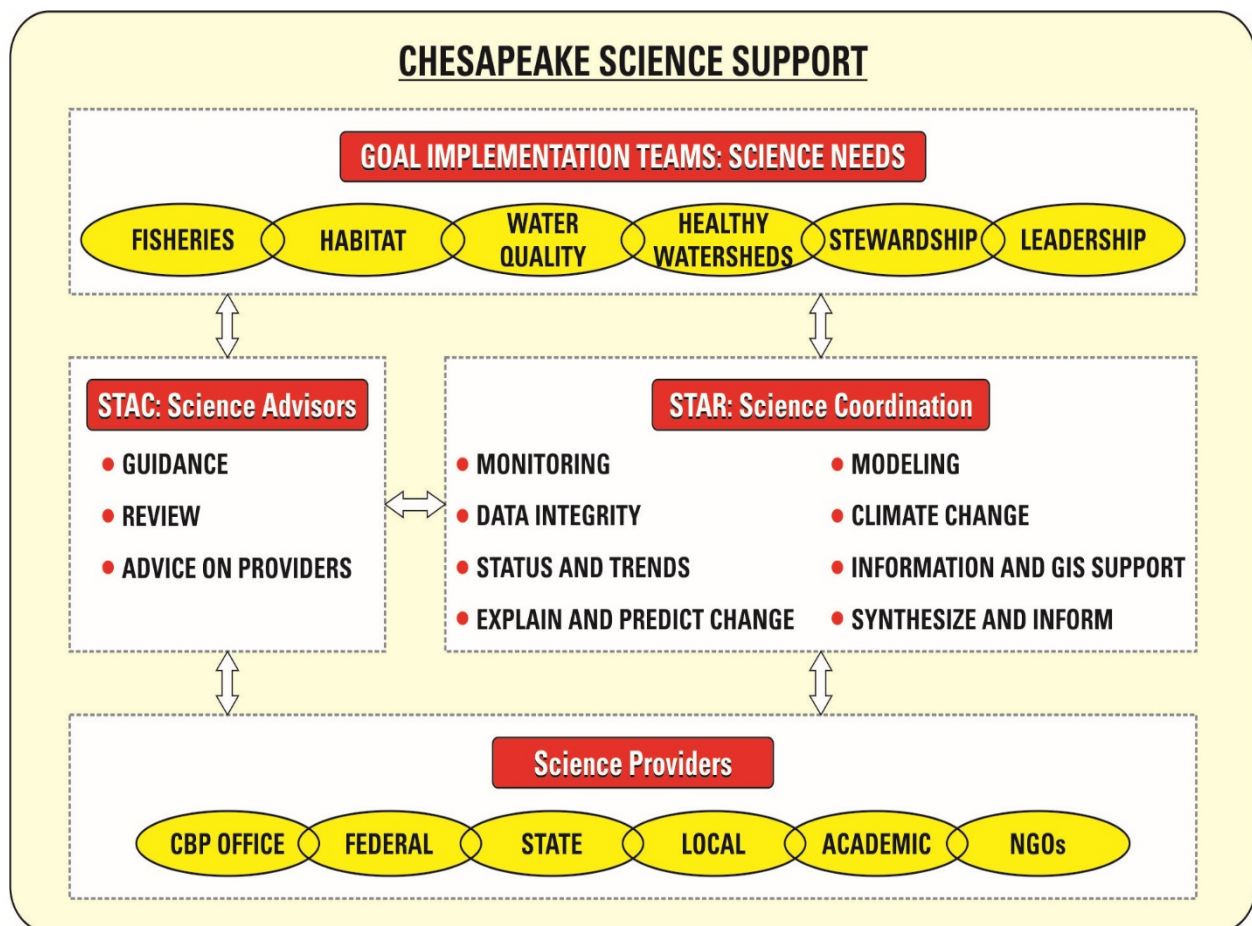 CHESAPEAKE SCIENCE SUPPORT
GOAL IMPLEMENTATION TEAMS: SCIENCE NEEDS
FISHERIES
HABITAT
WATER
QUALITY
HEALTHY
WATERSHEDS
STEWARDSHIP
LEADERSHIP
STAC: Science Advisors
GUIDANCE
REVIEW
ADVICE ON PROVIDERS
STAR: Science Coordination
MONITORING
DATA INTEGRITY
STATUS AND TRENDS
EXPLAIN AND PREDICT CHANGE
MODELING
CLIMATE CHANGE
INFORMATION AND GIS SUPPORT
SYNTHESIZE AND INFORM
Science Providers
CBP OFFICE
FEDERAL
STATE
LOCAL
ACADEMIC
NGOs